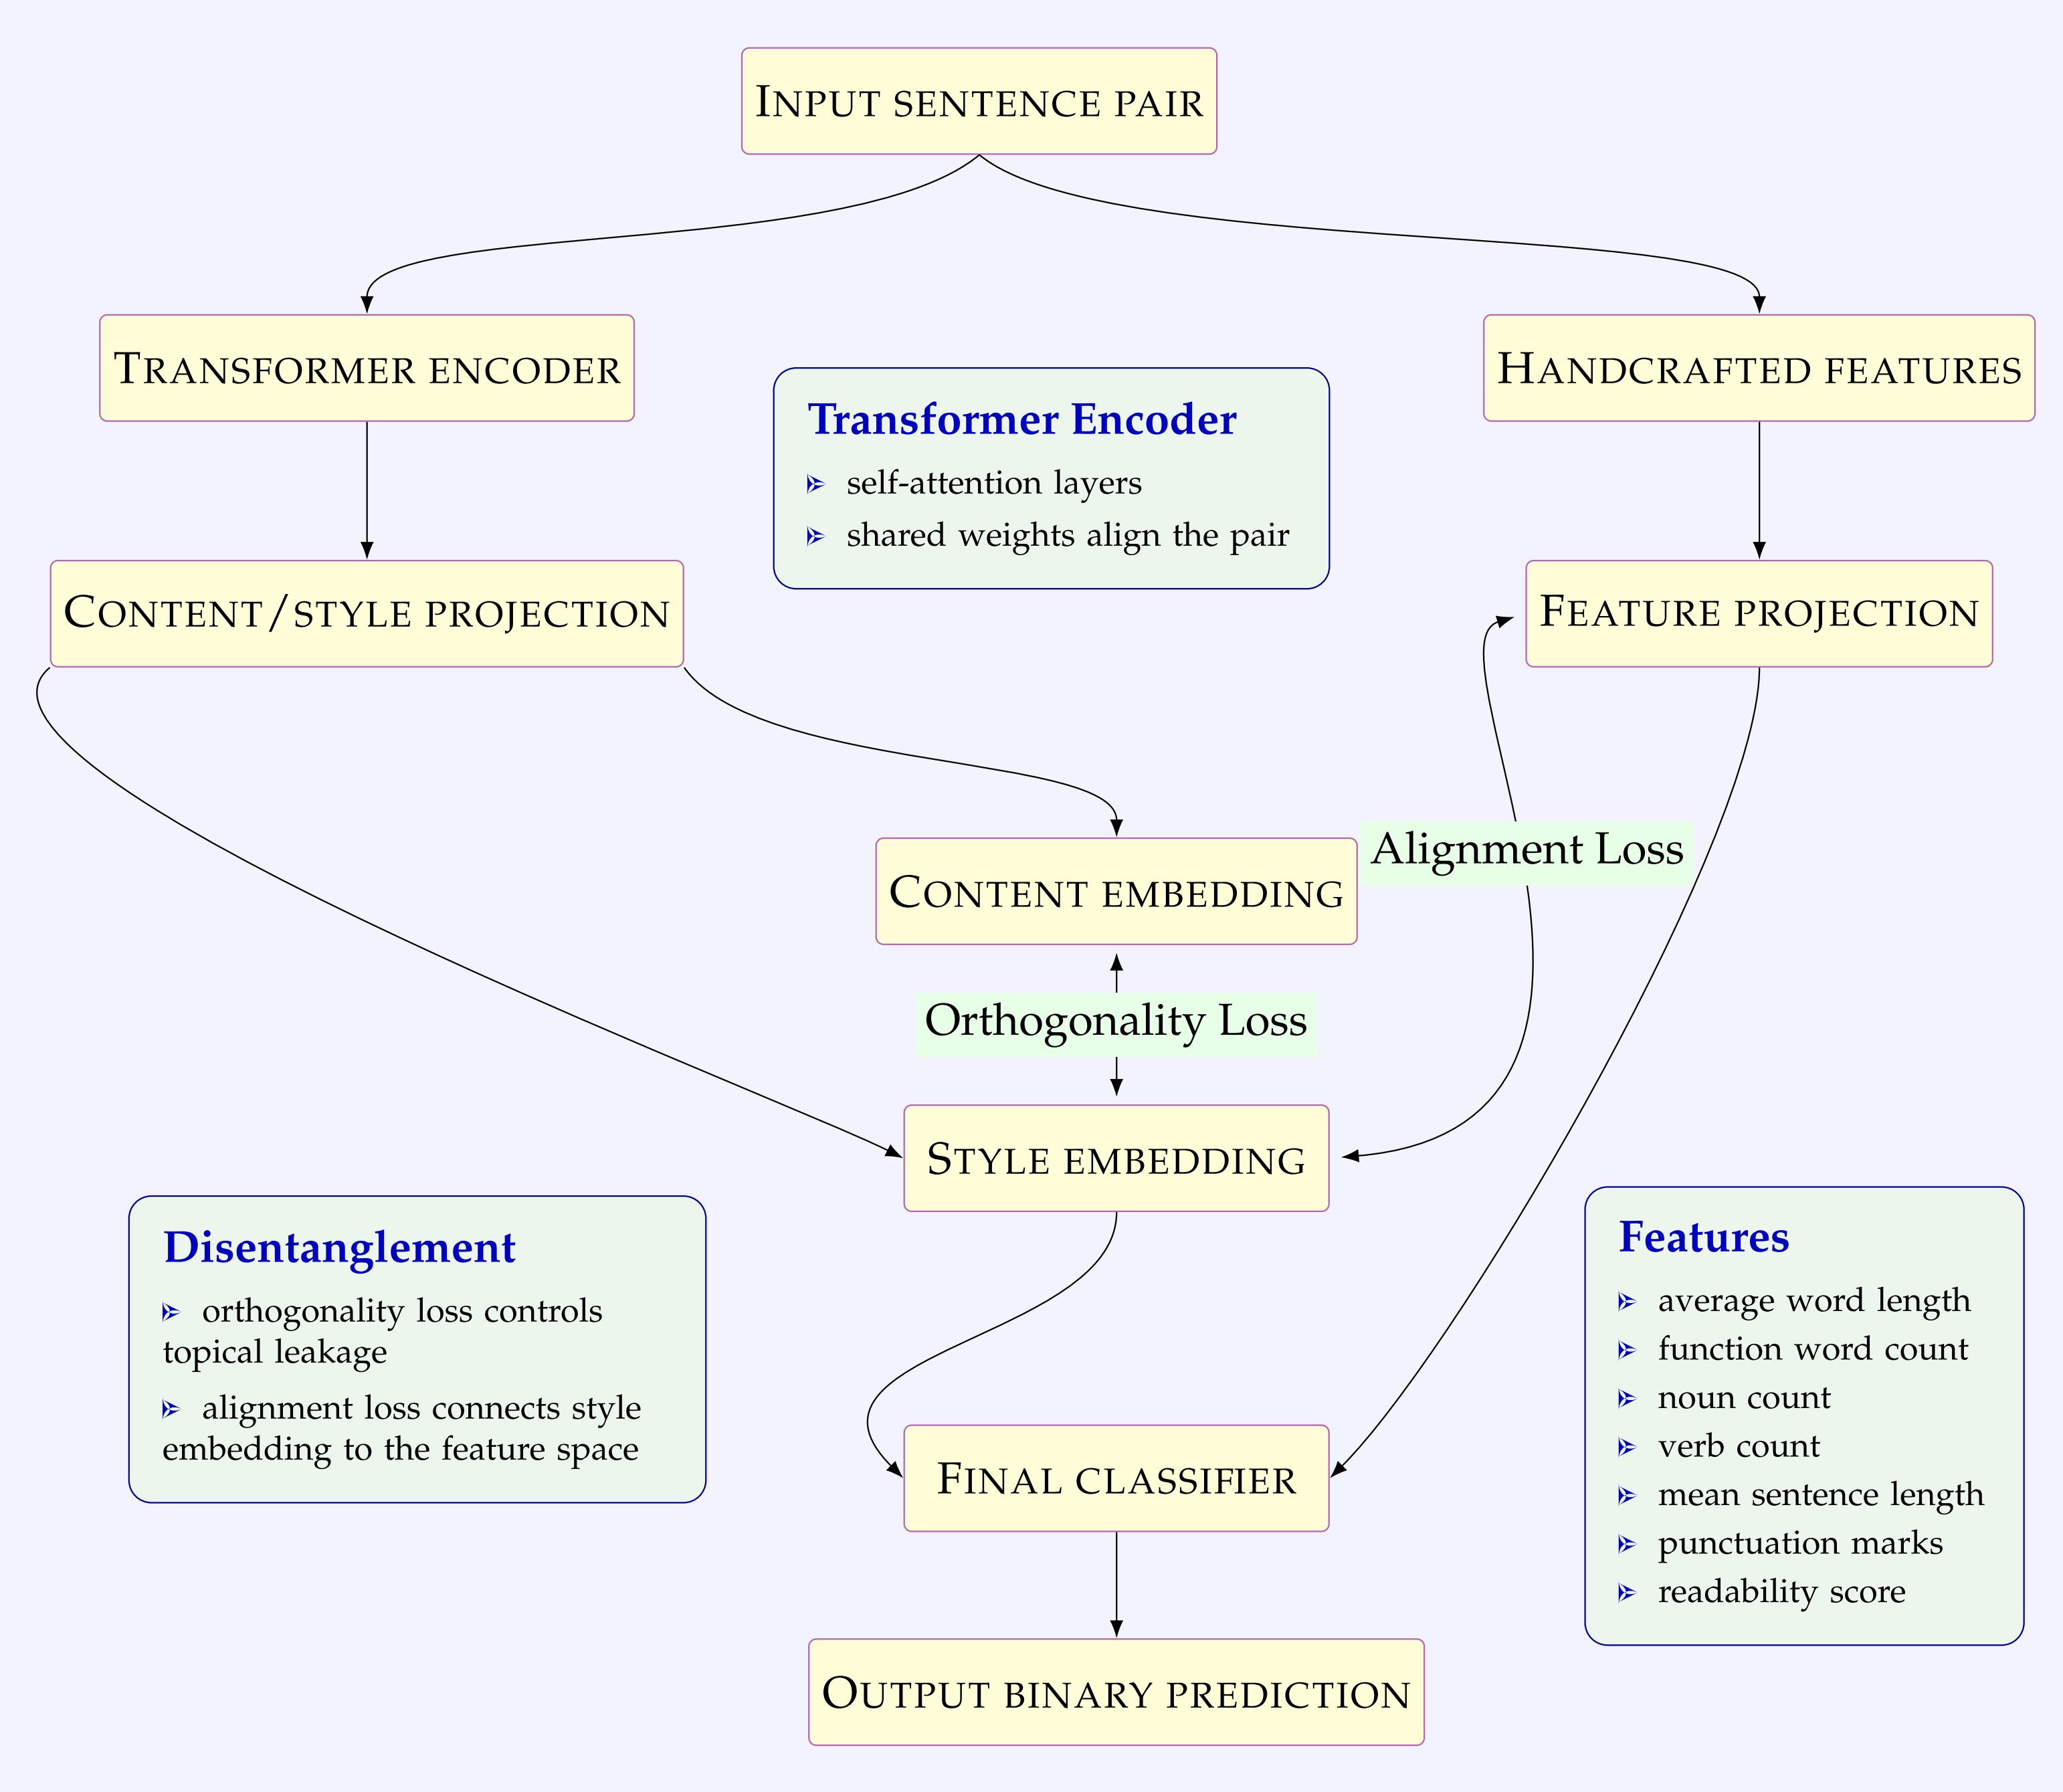 Input sentence pair
Transformer encoder
Handcrafted features
Transformer Encoder
self-attention layers
shared weights align the pair
Content/style projection
Feature projection
Alignment Loss
Content embedding
Orthogonality Loss
Style embedding
Disentanglement
orthogonality loss controls
topical leakage
alignment loss connects style
embedding to the feature space
Features
average word length
function word count
noun count
verb count
mean sentence length
punctuation marks
readability score
Final classifier
Output binary prediction